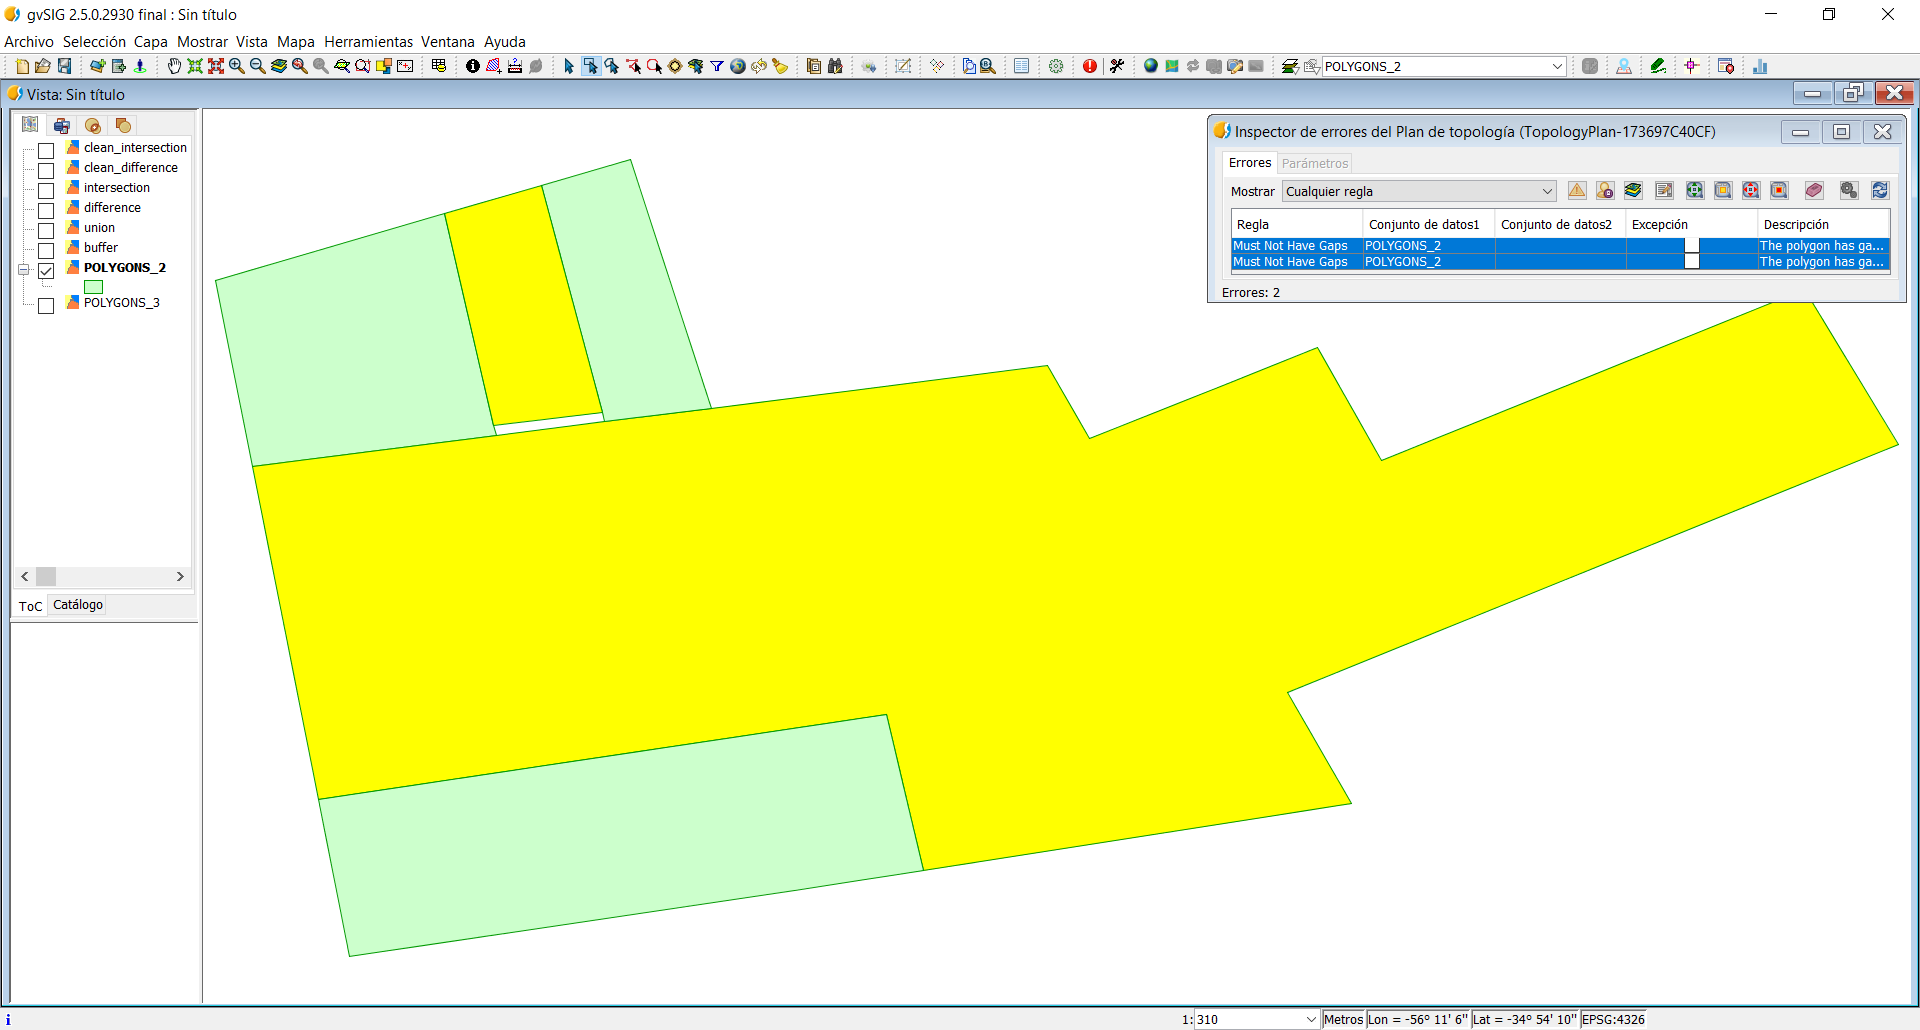 gvSIG 2.5.0.2930 final : Sin título
Archivo Selección Capa Mostrar Vista Mapa Herramientas Ventana Ayuda
POLYGONS_2
Vista: Sin título
clean_intersection
clean_difference
intersection
difference
union
buffer
POLYGONS_2
POLYGONS_3
ToC Catálogo
Inspector de errores del Plan de topología (TopologyPlan-173697C40CF)
Errores Parámetros
Mostrar Cualquier regla
Regla Conjunto de datos1 Conjunto de datos2 Excepción Descripción
Must Not Have Gaps POLYGONS_2 The polygon has ga...
Must Not Have Gaps POLYGONS_2 The polygon has ga...
Errores: 2
1: 310 Metros Lon = -56º 11' 6" Lat = -34º 54' 10" EPSG:4326